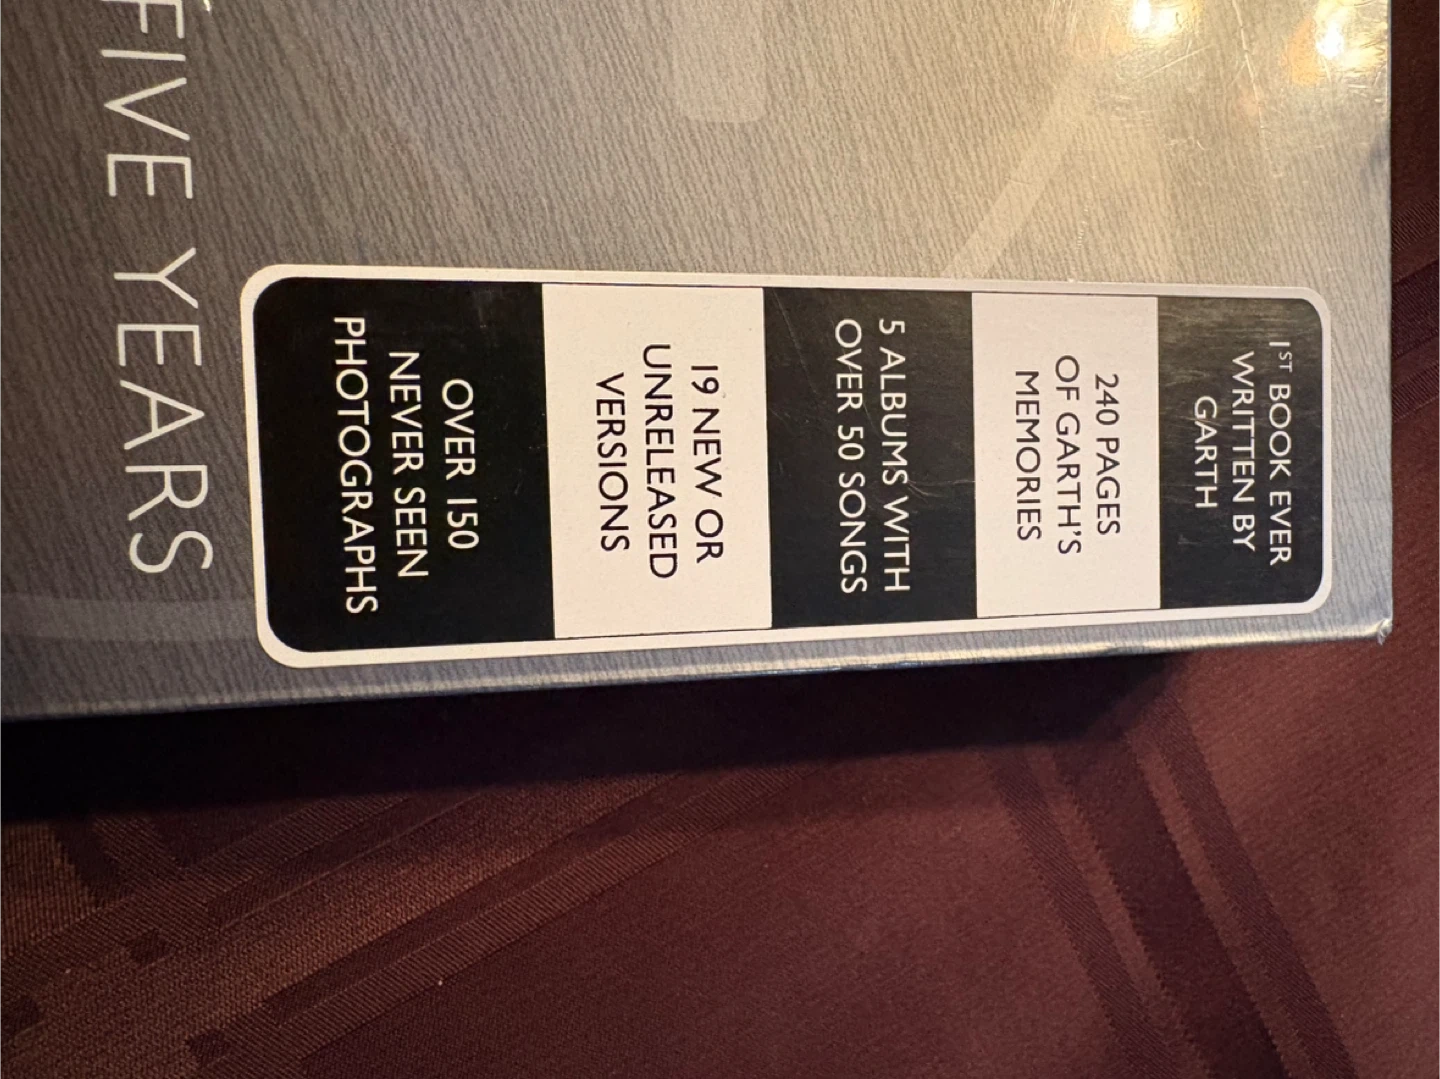 FIVE YEARS
1ST BOOK EVER
WRITTEN BY
GARTH
240 PAGES
OF GARTH'S
MEMORIES
5 ALBUMS WITH
OVER 50 SONGS
19 NEW OR
UNRELEASED
VERSIONS
OVER 150
NEVER SEEN
PHOTOGRAPHS